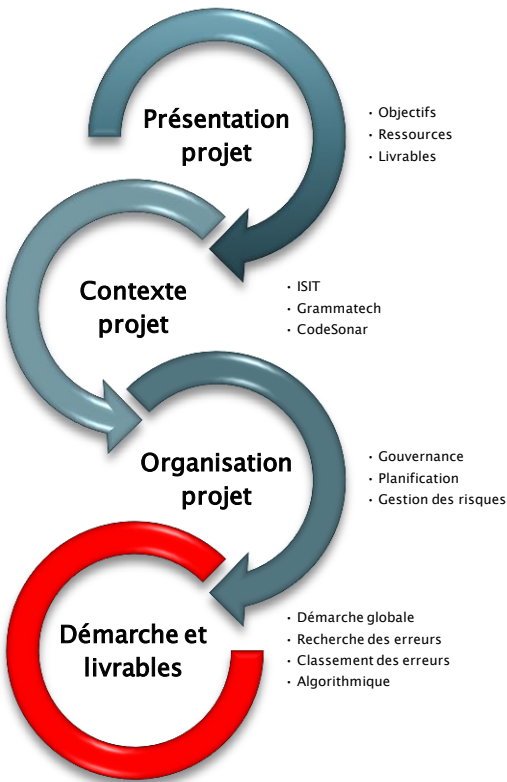 Présentation
projet
· Objectifs
· Ressources
· Livrables
Contexte
projet
· ISIT
· Grammatech
· CodeSonar
Organisation
projet
· Gouvernance
· Planification
· Gestion des risques
Démarche et
livrables
· Démarche globale
· Recherche des erreurs
· Classement des erreurs
· Algorithmique